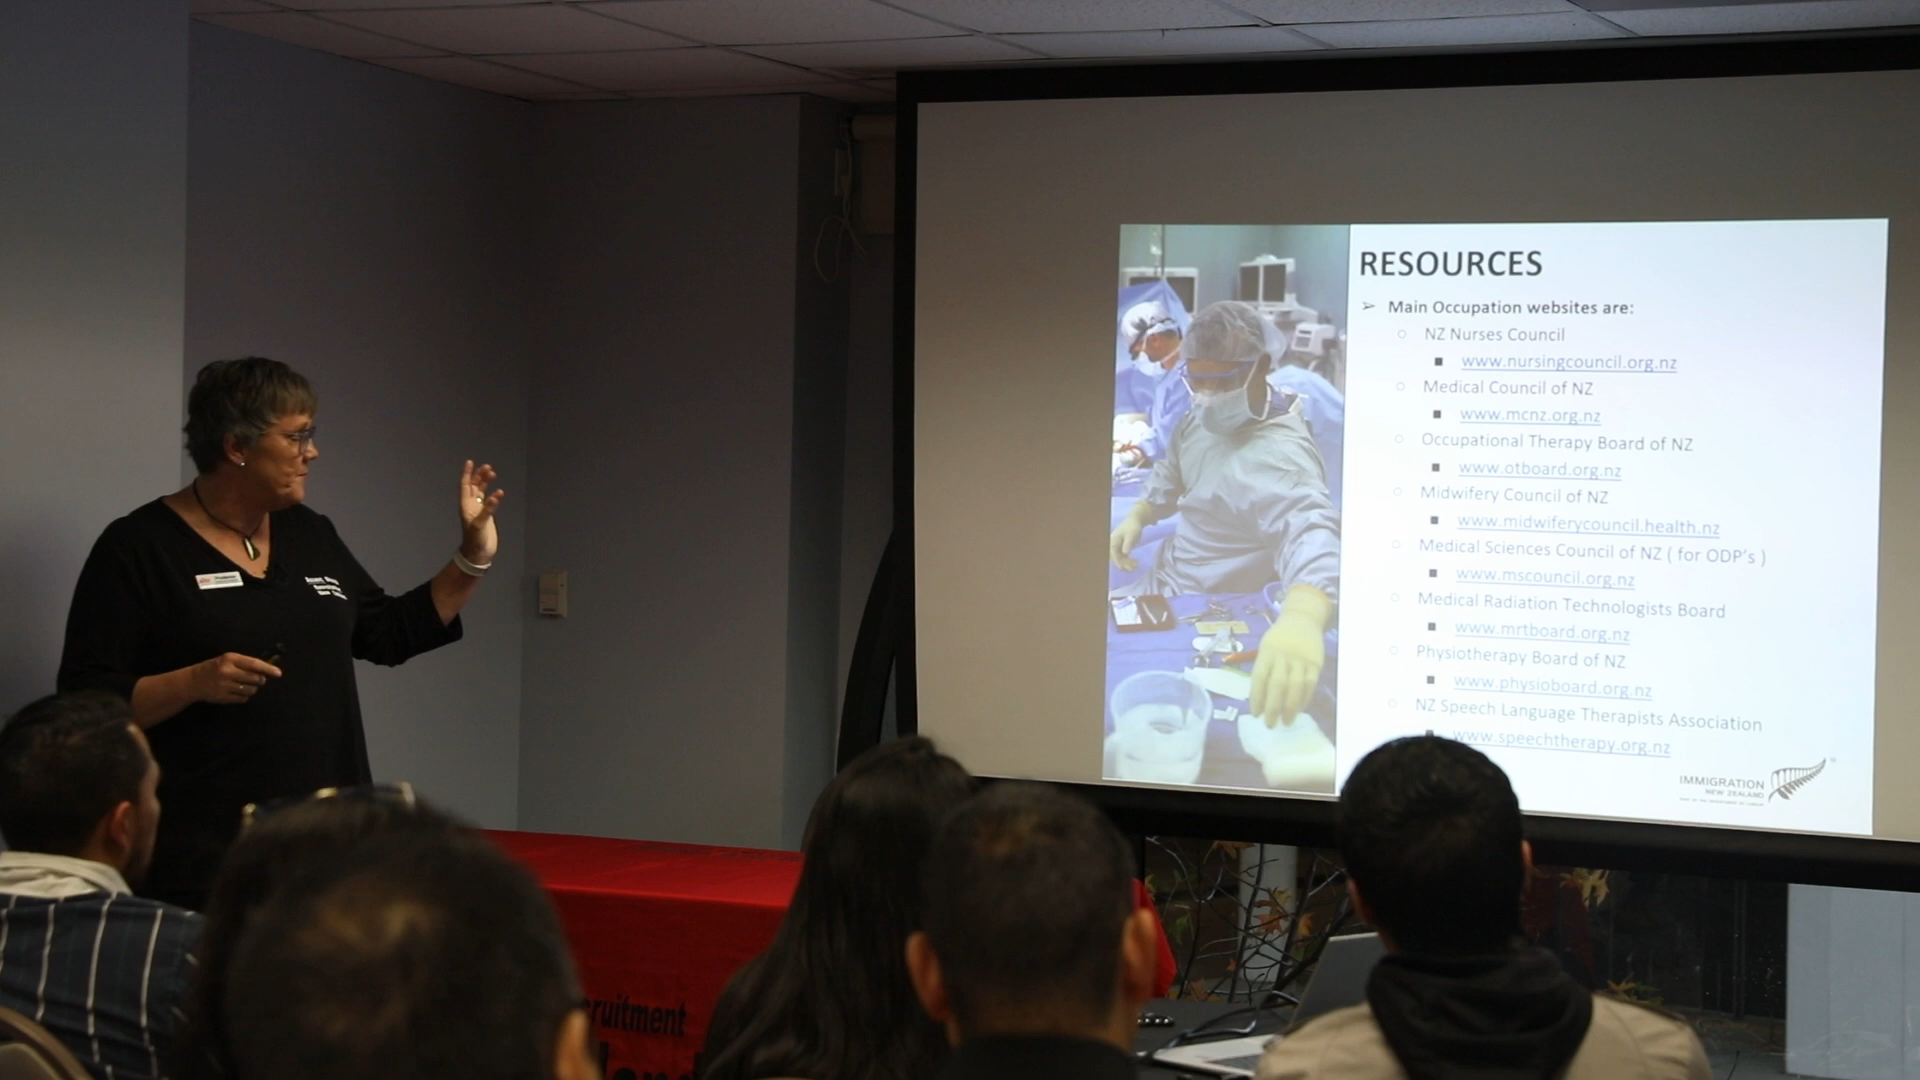 RESOURCES
➢ Main Occupation websites are:
○ NZ Nurses Council
■ www.nursingcouncil.org.nz
○ Medical Council of NZ
■ www.mcnz.org.nz
○ Occupational Therapy Board of NZ
■ www.otboard.org.nz
○ Midwifery Council of NZ
■ www.midwiferycouncil.health.nz
○ Medical Sciences Council of NZ ( for ODP's )
■ www.mscouncil.org.nz
○ Medical Radiation Technologists Board
■ www.mrtboard.org.nz
○ Physiotherapy Board of NZ
■ www.physioboard.org.nz
○ NZ Speech Language Therapists Association
■ www.speechtherapy.org.nz
IMMIGRATION
NEW ZEALAND
ruitment